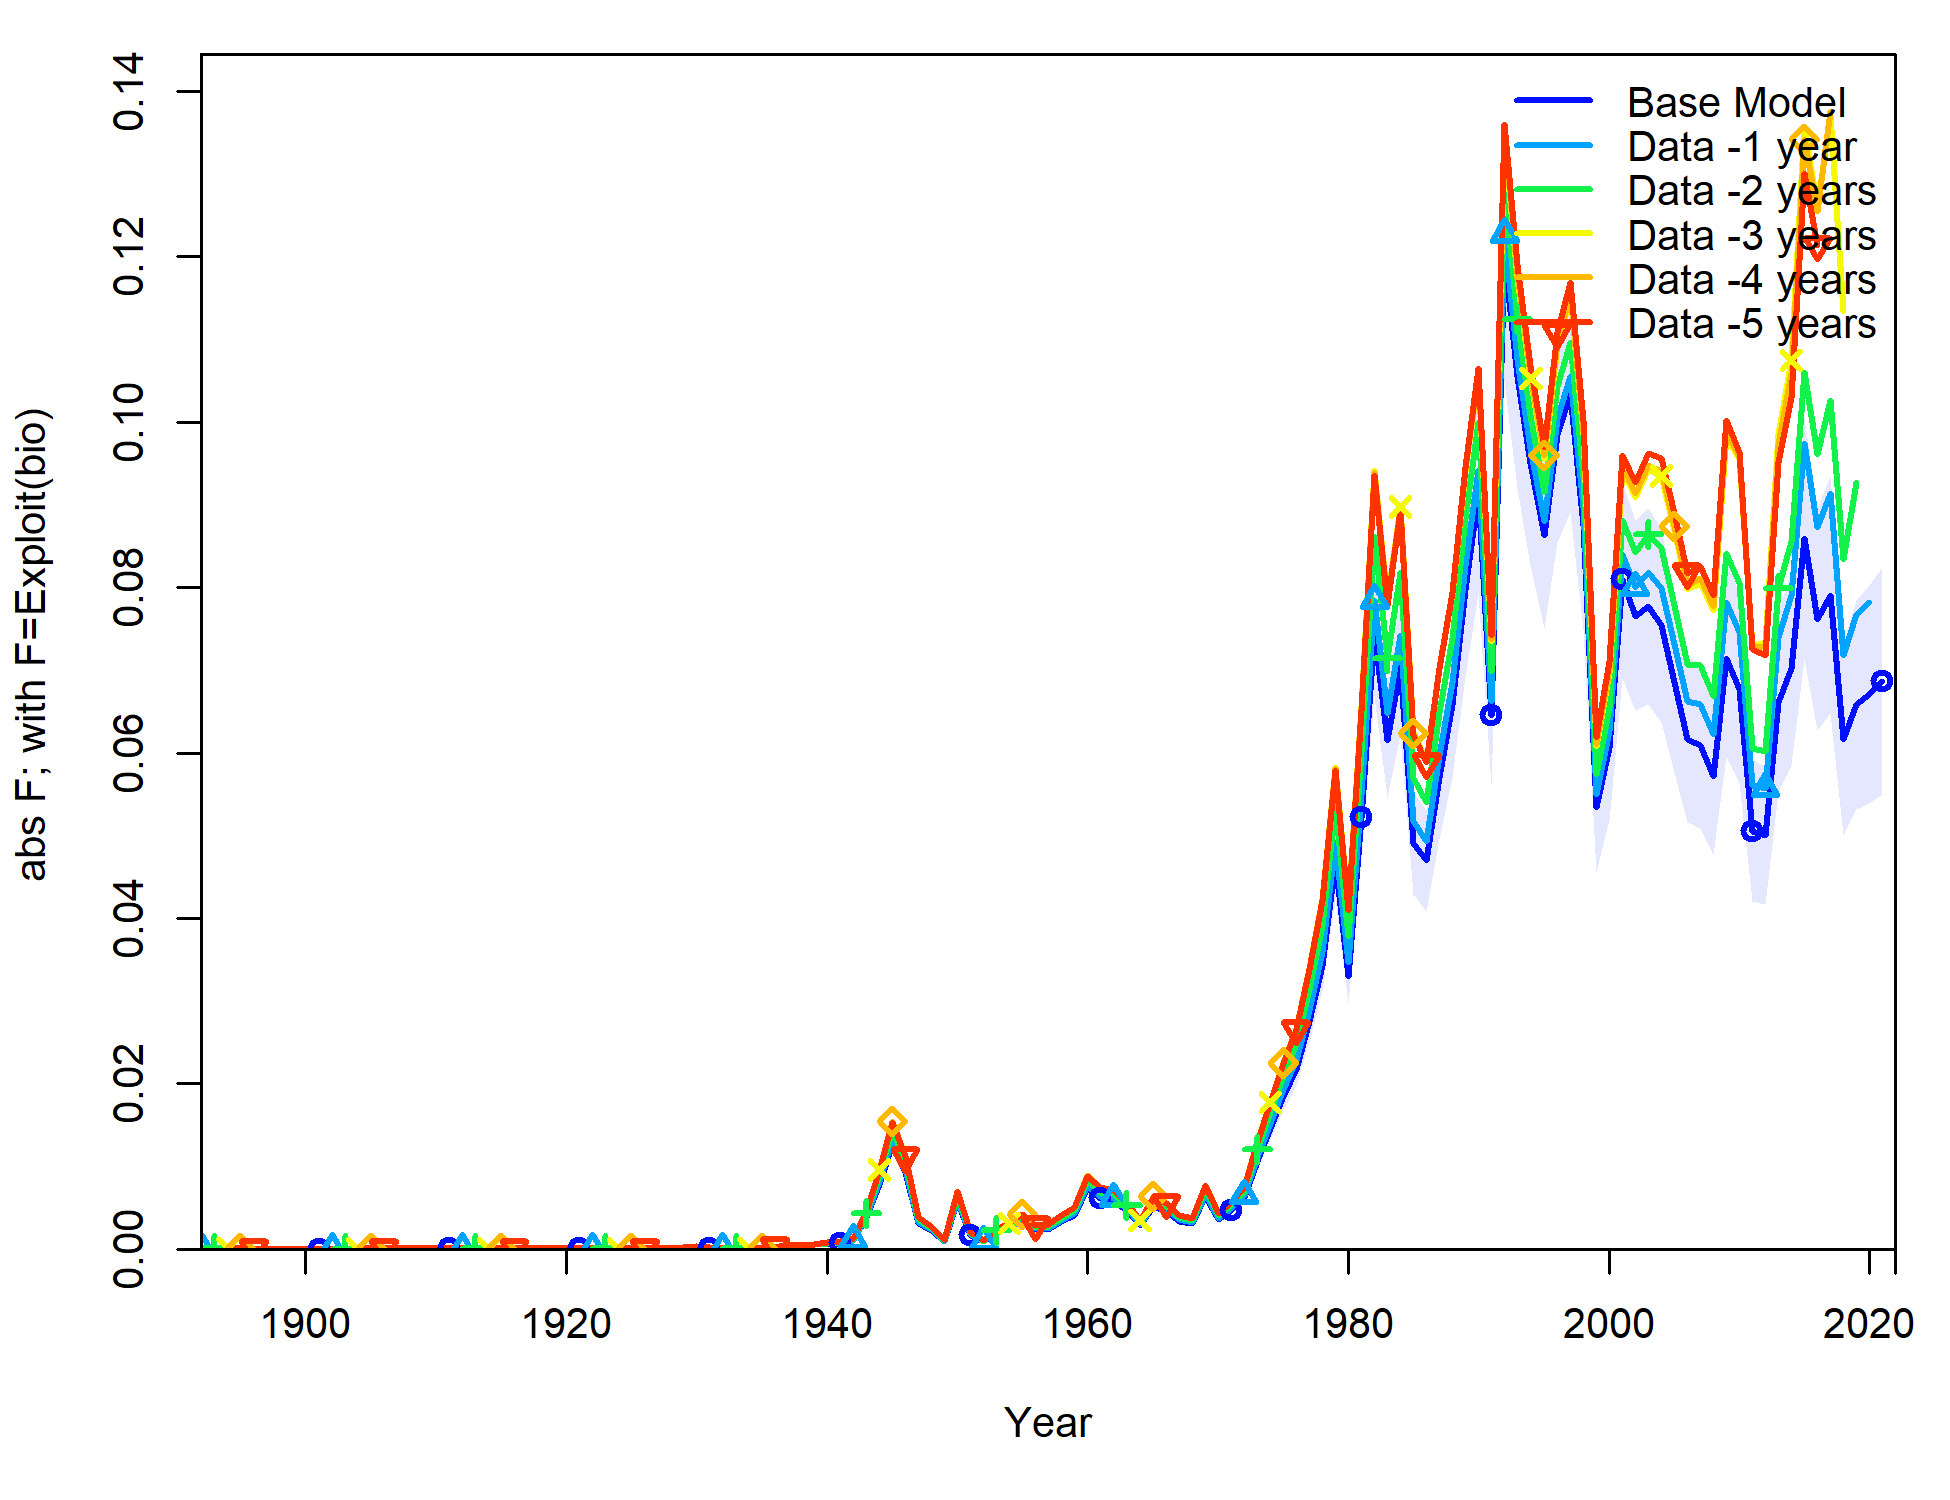 0.14
0.12
0.10
0.08
0.06
0.04
0.02
0.00
abs F; with F=Exploit(bio)
Base Model
Data -1 year
Data -2 years
Data -3 years
Data -4 years
Data -5 years
1900 1920 1940 1960 1980 2000 2020
Year